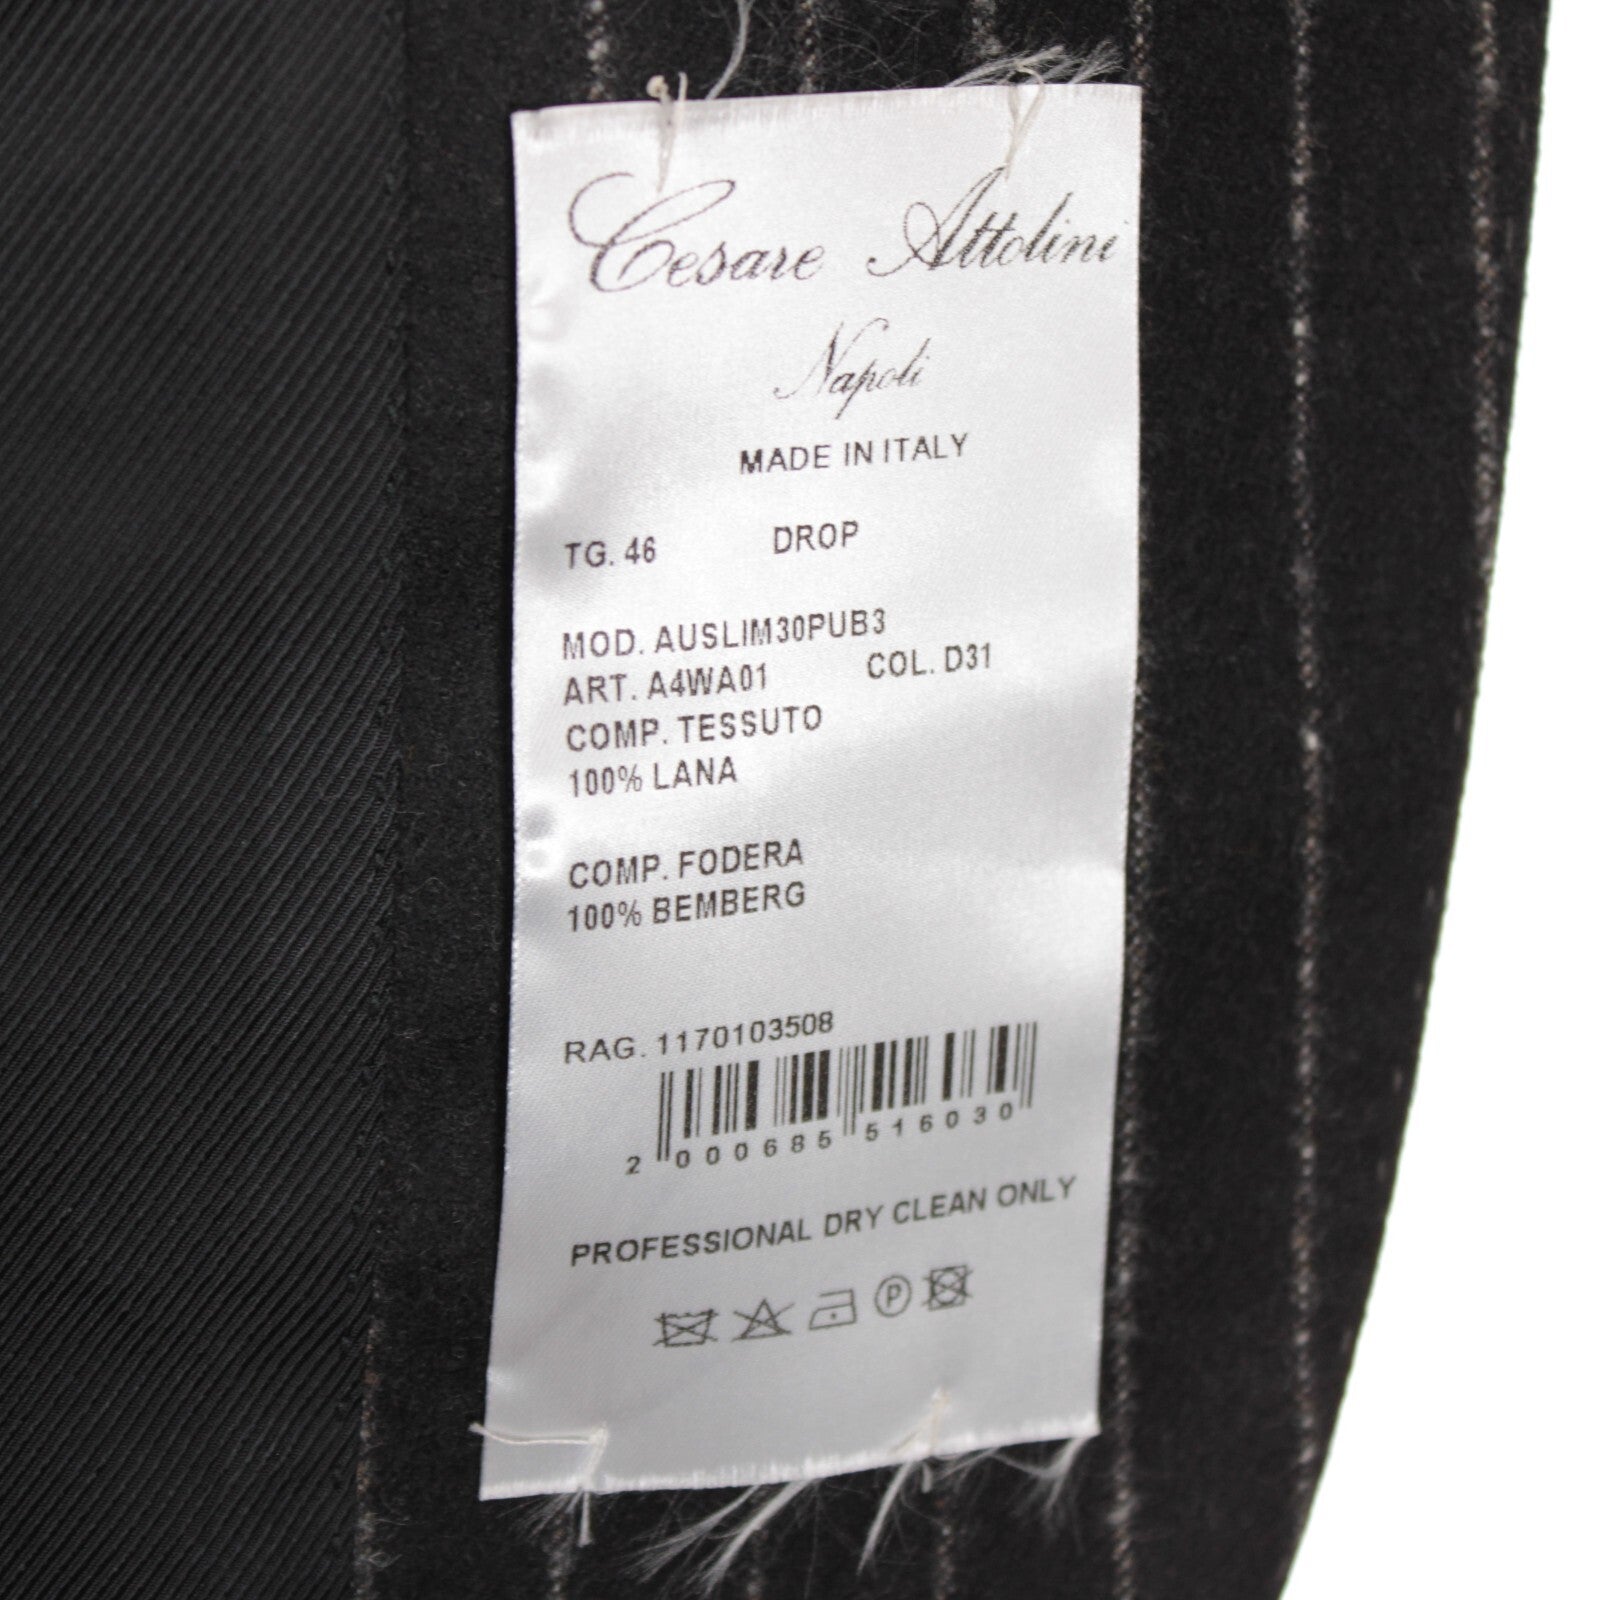 Cesare Attolini
Napoli
MADE IN ITALY
TG. 46 DROP
MOD. AUSLIM30PUB3
ART. A4WA01 COL. D31
COMP. TESSUTO
100% LANA
COMP. FODERA
100% BEMBERG
RAG. 1170103508
2 000685 516030
PROFESSIONAL DRY CLEAN ONLY
P